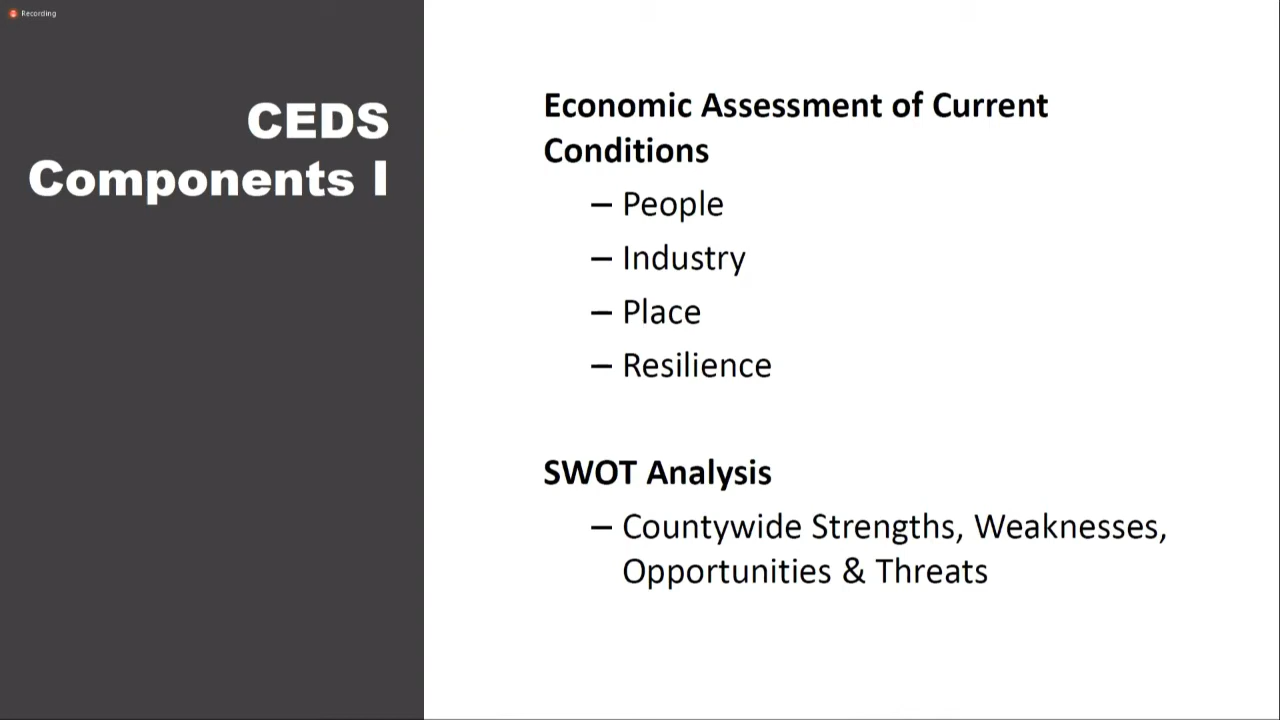 Recording
CEDS
Components I
Economic Assessment of Current
Conditions
– People
– Industry
– Place
– Resilience
SWOT Analysis
– Countywide Strengths, Weaknesses,
Opportunities & Threats